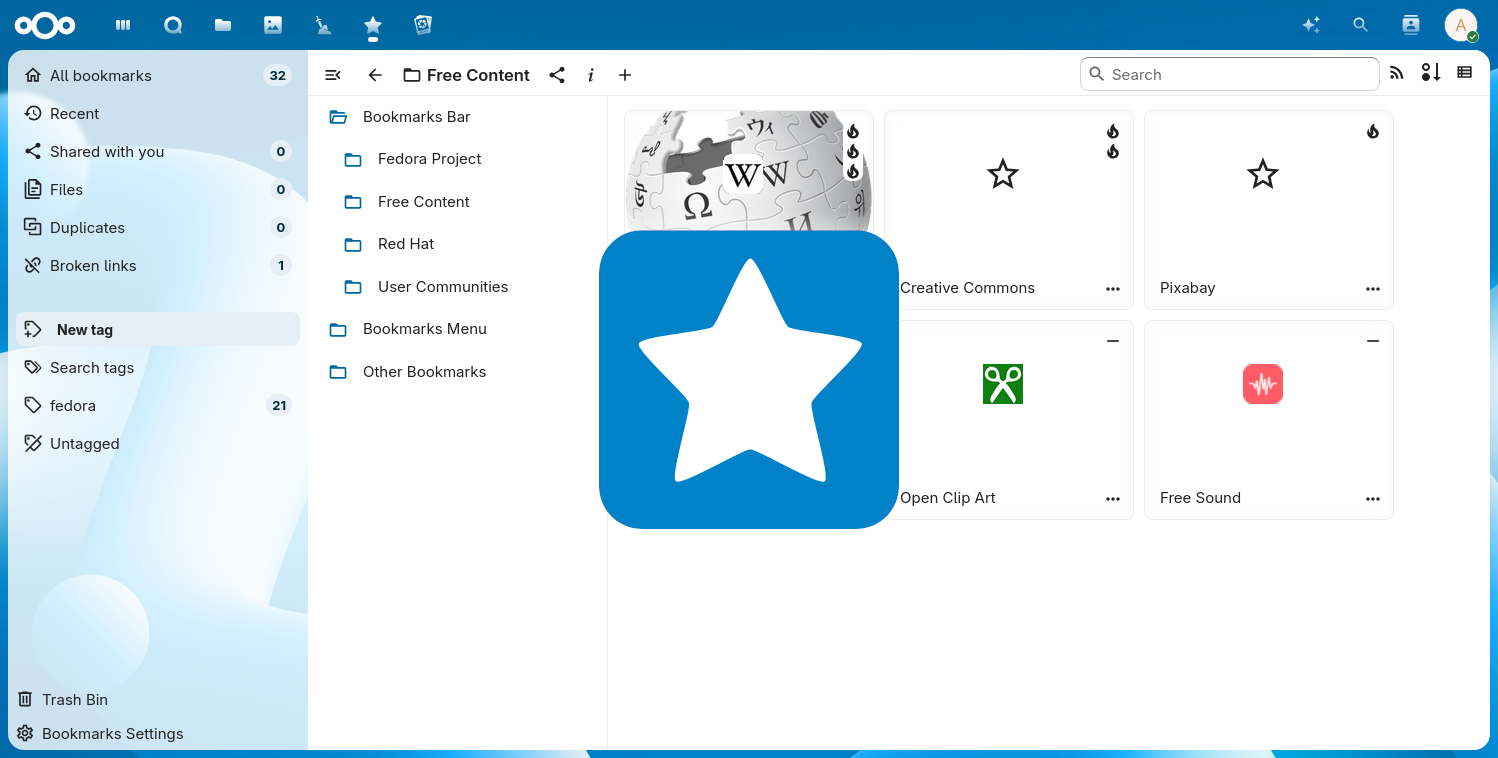 A
All bookmarks 32
Recent
Shared with you 0
Files 0
Duplicates 0
Broken links 1
New tag
Search tags
fedora 21
Untagged
Trash Bin
Bookmarks Settings
Free Content
Search
Bookmarks Bar
Fedora Project
Free Content
Red Hat
User Communities
Bookmarks Menu
Other Bookmarks
W
Ω W И
Creative Commons
Pixabay
Open Clip Art
Free Sound